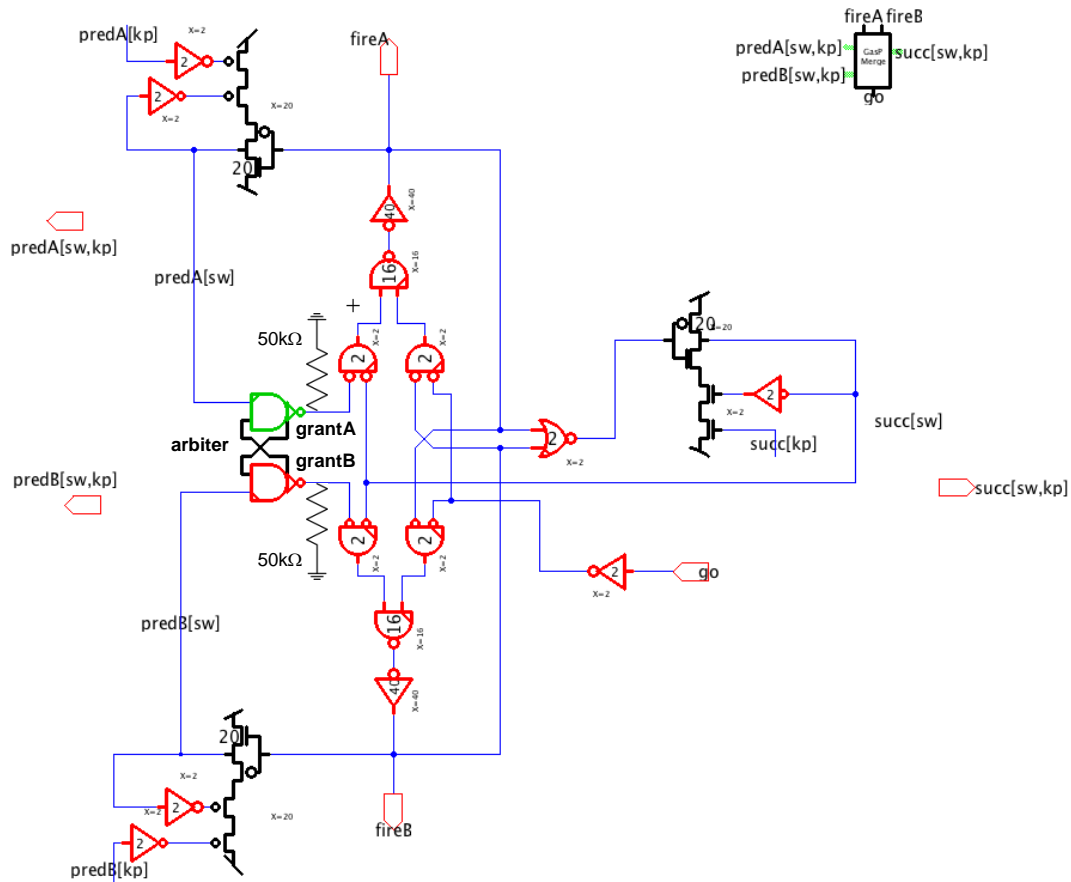 predA[kp]
X=2
fireA
fireA fireB
predA[sw,kp]
GasP
Merge
succ[sw,kp]
predB[sw,kp]
go
2
2
X=2
X=20
20
40
X=40
predA[sw,kp]
predA[sw]
16
X=16
50kΩ
2
X=2
2
X=2
20
X=20
2
X=2
grantA
arbiter
grantB
2
X=2
succ[kp]
succ[sw]
predB[sw,kp]
succ[sw,kp]
50kΩ
2
X=2
2
X=2
2
X=2
go
predB[sw]
16
X=16
40
X=40
20
X=2
X=2
2
X=20
2
fireB
predB[kp]